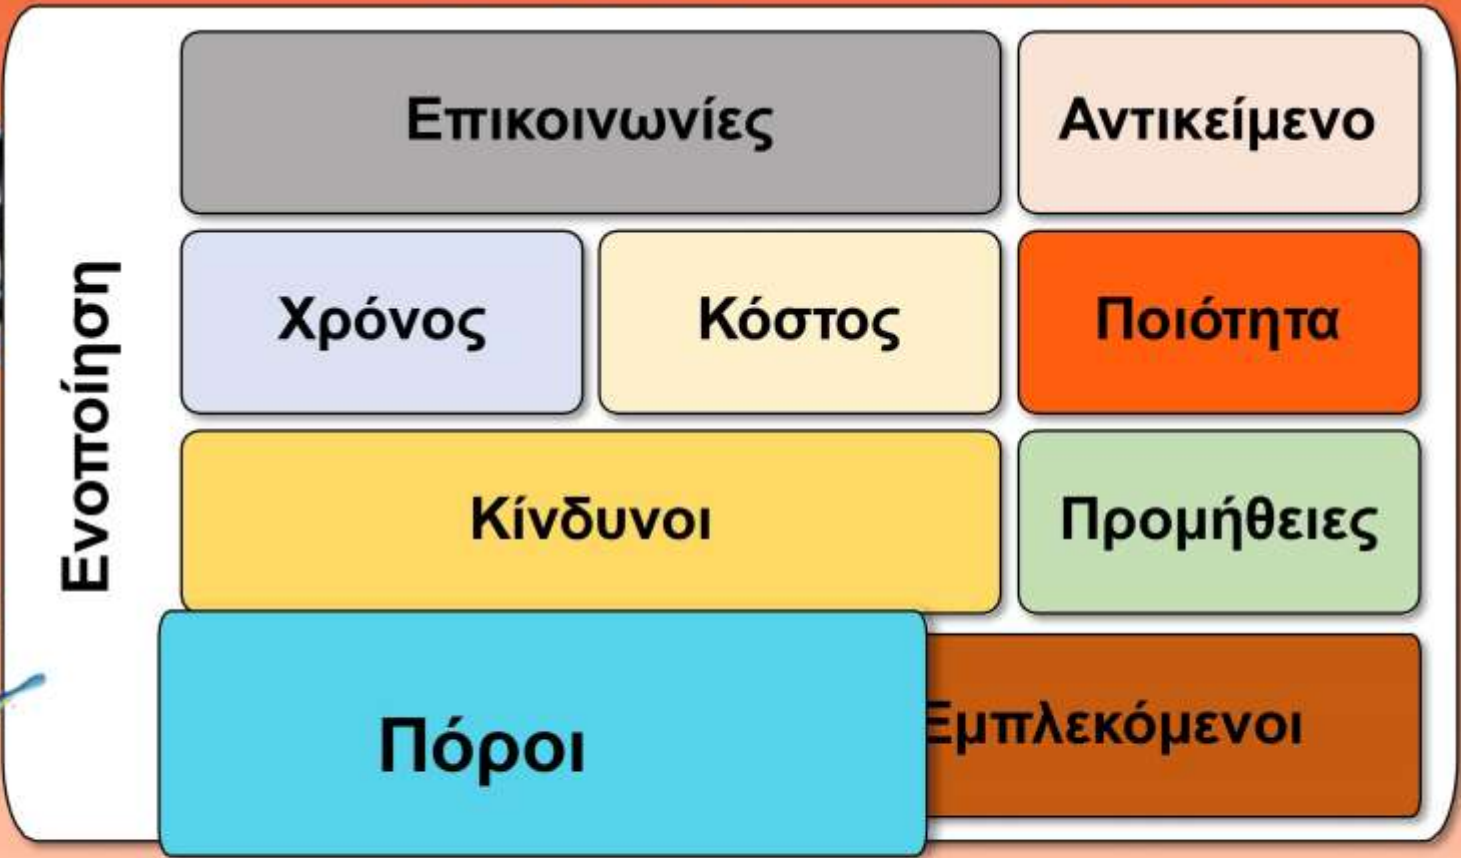 Ενοποίηση
Επικοινωνίες
Αντικείμενο
Χρόνος
Κόστος
Ποιότητα
Κίνδυνοι
Προμήθειες
Πόροι
Εμπλεκόμενοι